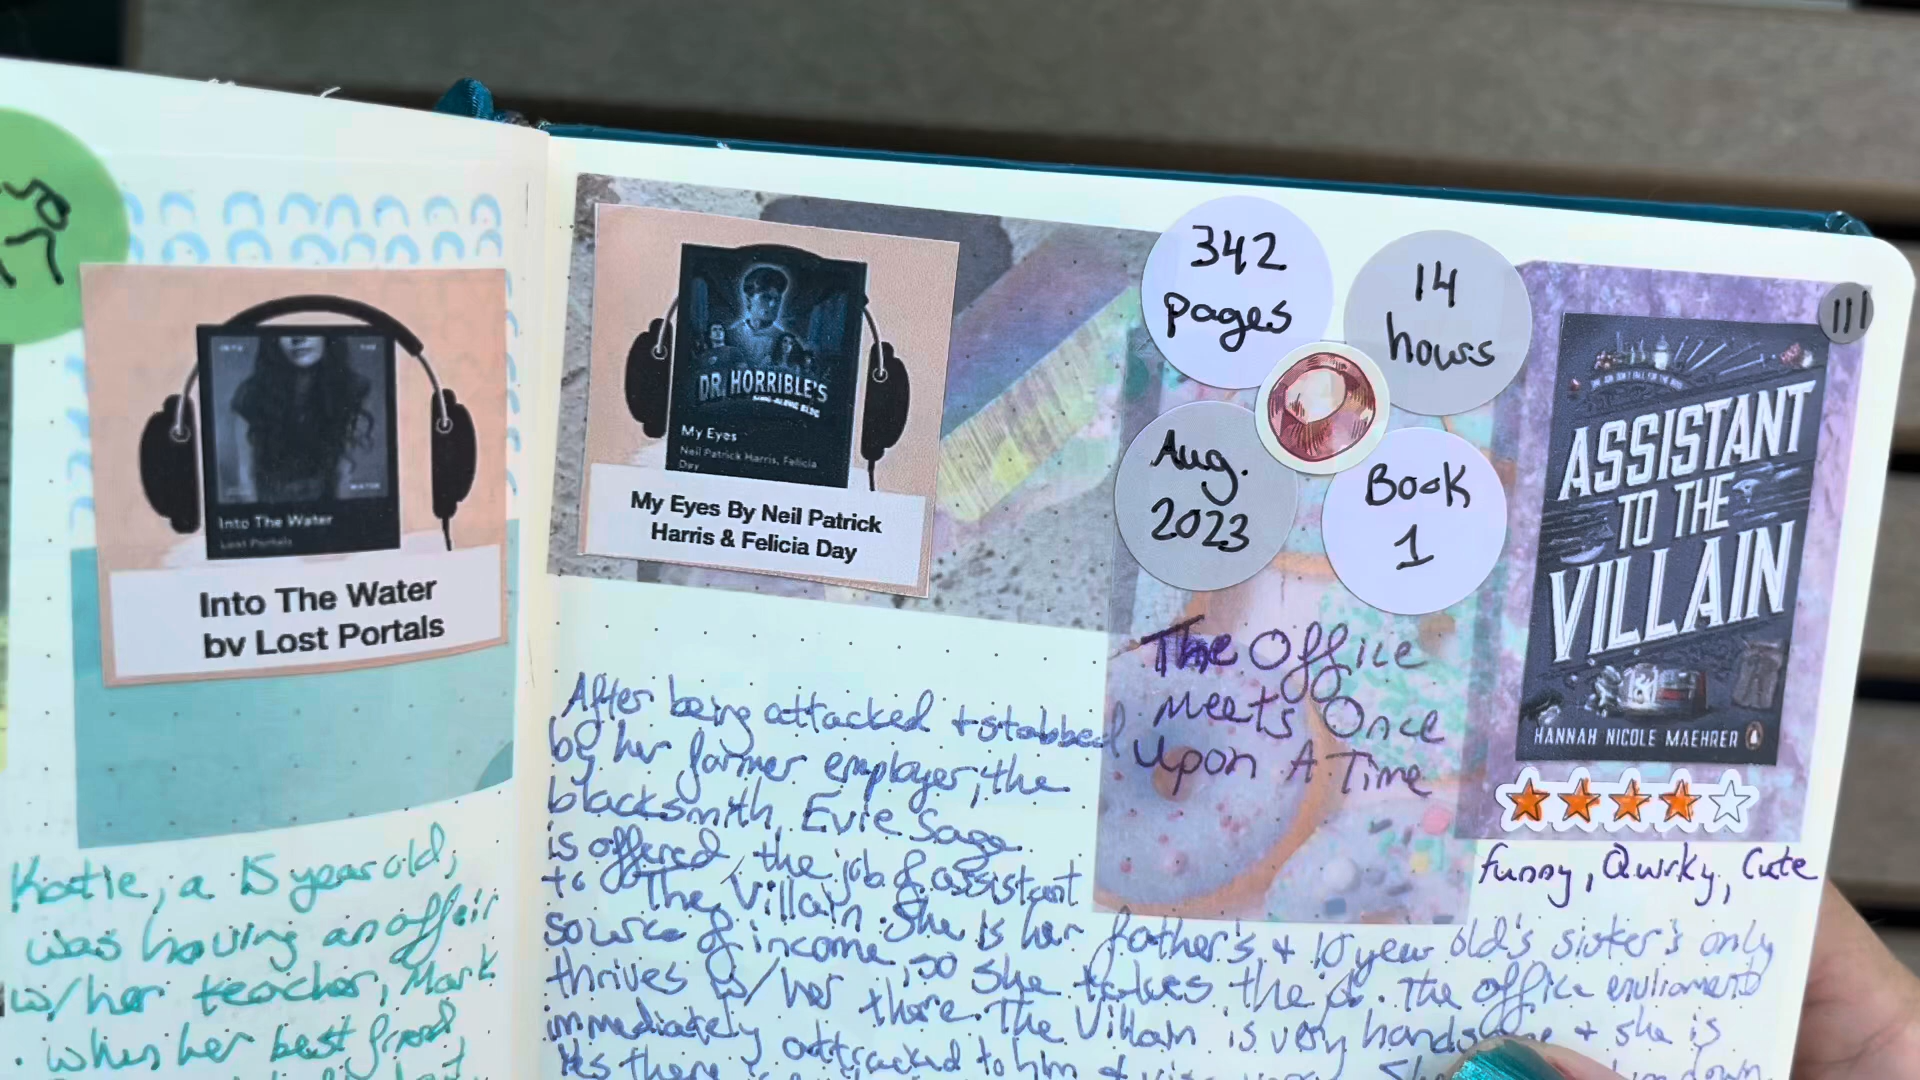 Into The Water
Lost Portals
Into The Water
by Lost Portals
Katie, a 15 year old,
was having an affair
w/her teacher, Mark
. When her best friend
DR. HORRIBLE'S
SING-ALONG BLOG
My Eyes
Neil Patrick Harris, Felicia
Day
My Eyes By Neil Patrick
Harris & Felicia Day
342
pages
14
hours
Aug.
2023
Book
1
111
ASSISTANT
TO THE
VILLAIN
HANNAH NICOLE MAEHRER
The Office
Meets Once
Upon A Time
funny, Quirky, Cute
After being attacked + stabbed
by her former employer, the
blacksmith, Evie Sage
is offered the job of assistant
to The Villain. She is her father's + 10 year old's sister's only
source of income, so she takes the job. The office enviroment
thrives w/her there. The Villain is very handsome + she is
immediately attracted to him +